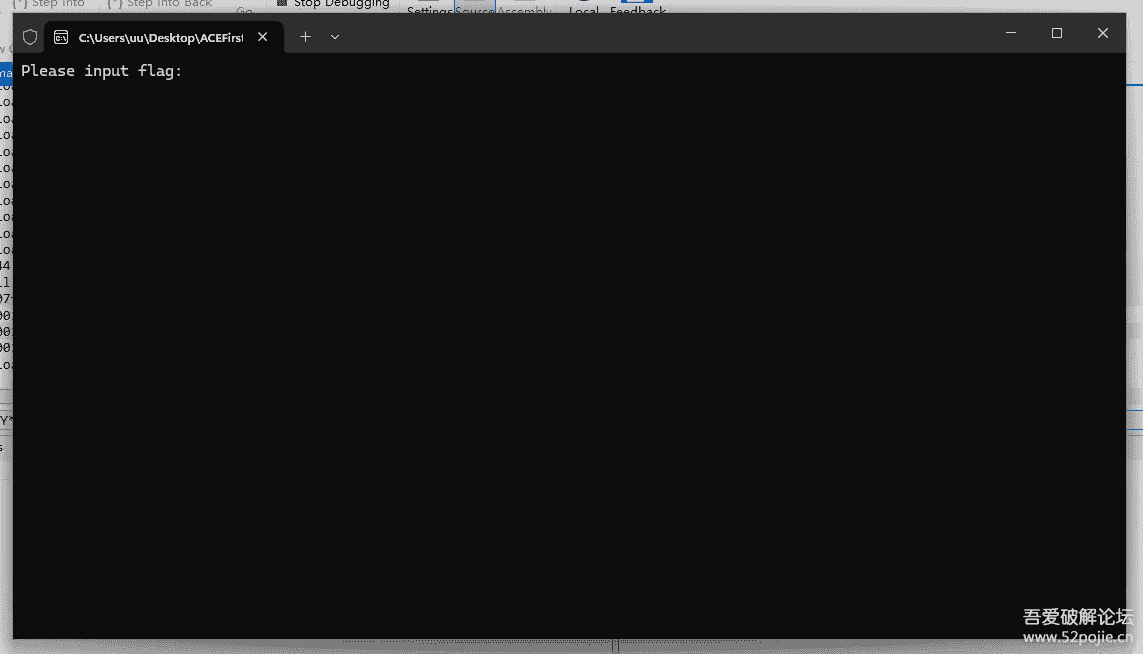 Step Into
Step Into Back
Stop Debugging
Settings
Source
Assembly
Local
Feedback
C:\Users\uu\Desktop\ACEFirst
Please input flag:
吾爱破解论坛
www.52pojie.cn